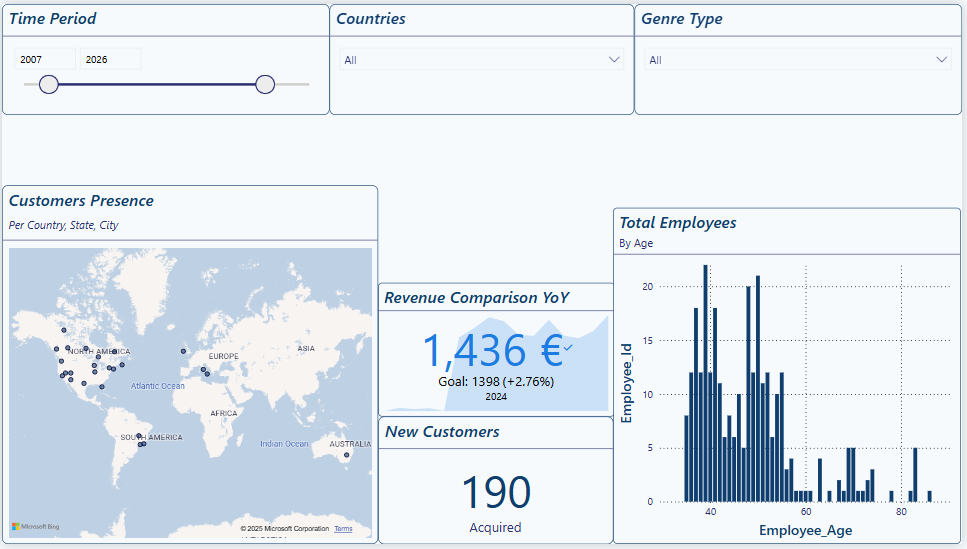 Time Period
2007 2026
Countries
All
Genre Type
All
Customers Presence
Per Country, State, City
NORTH AMERICA
EUROPE
ASIA
Atlantic Ocean
AFRICA
SOUTH AMERICA
Indian Ocean
AUSTRALIA
Microsoft Bing
© 2025 Microsoft Corporation Terms
Revenue Comparison YoY
1,436 €
Goal: 1398 (+2.76%)
2024
New Customers
190
Acquired
Total Employees
By Age
Employee_Id
20
15
10
5
0
40 60 80
Employee_Age